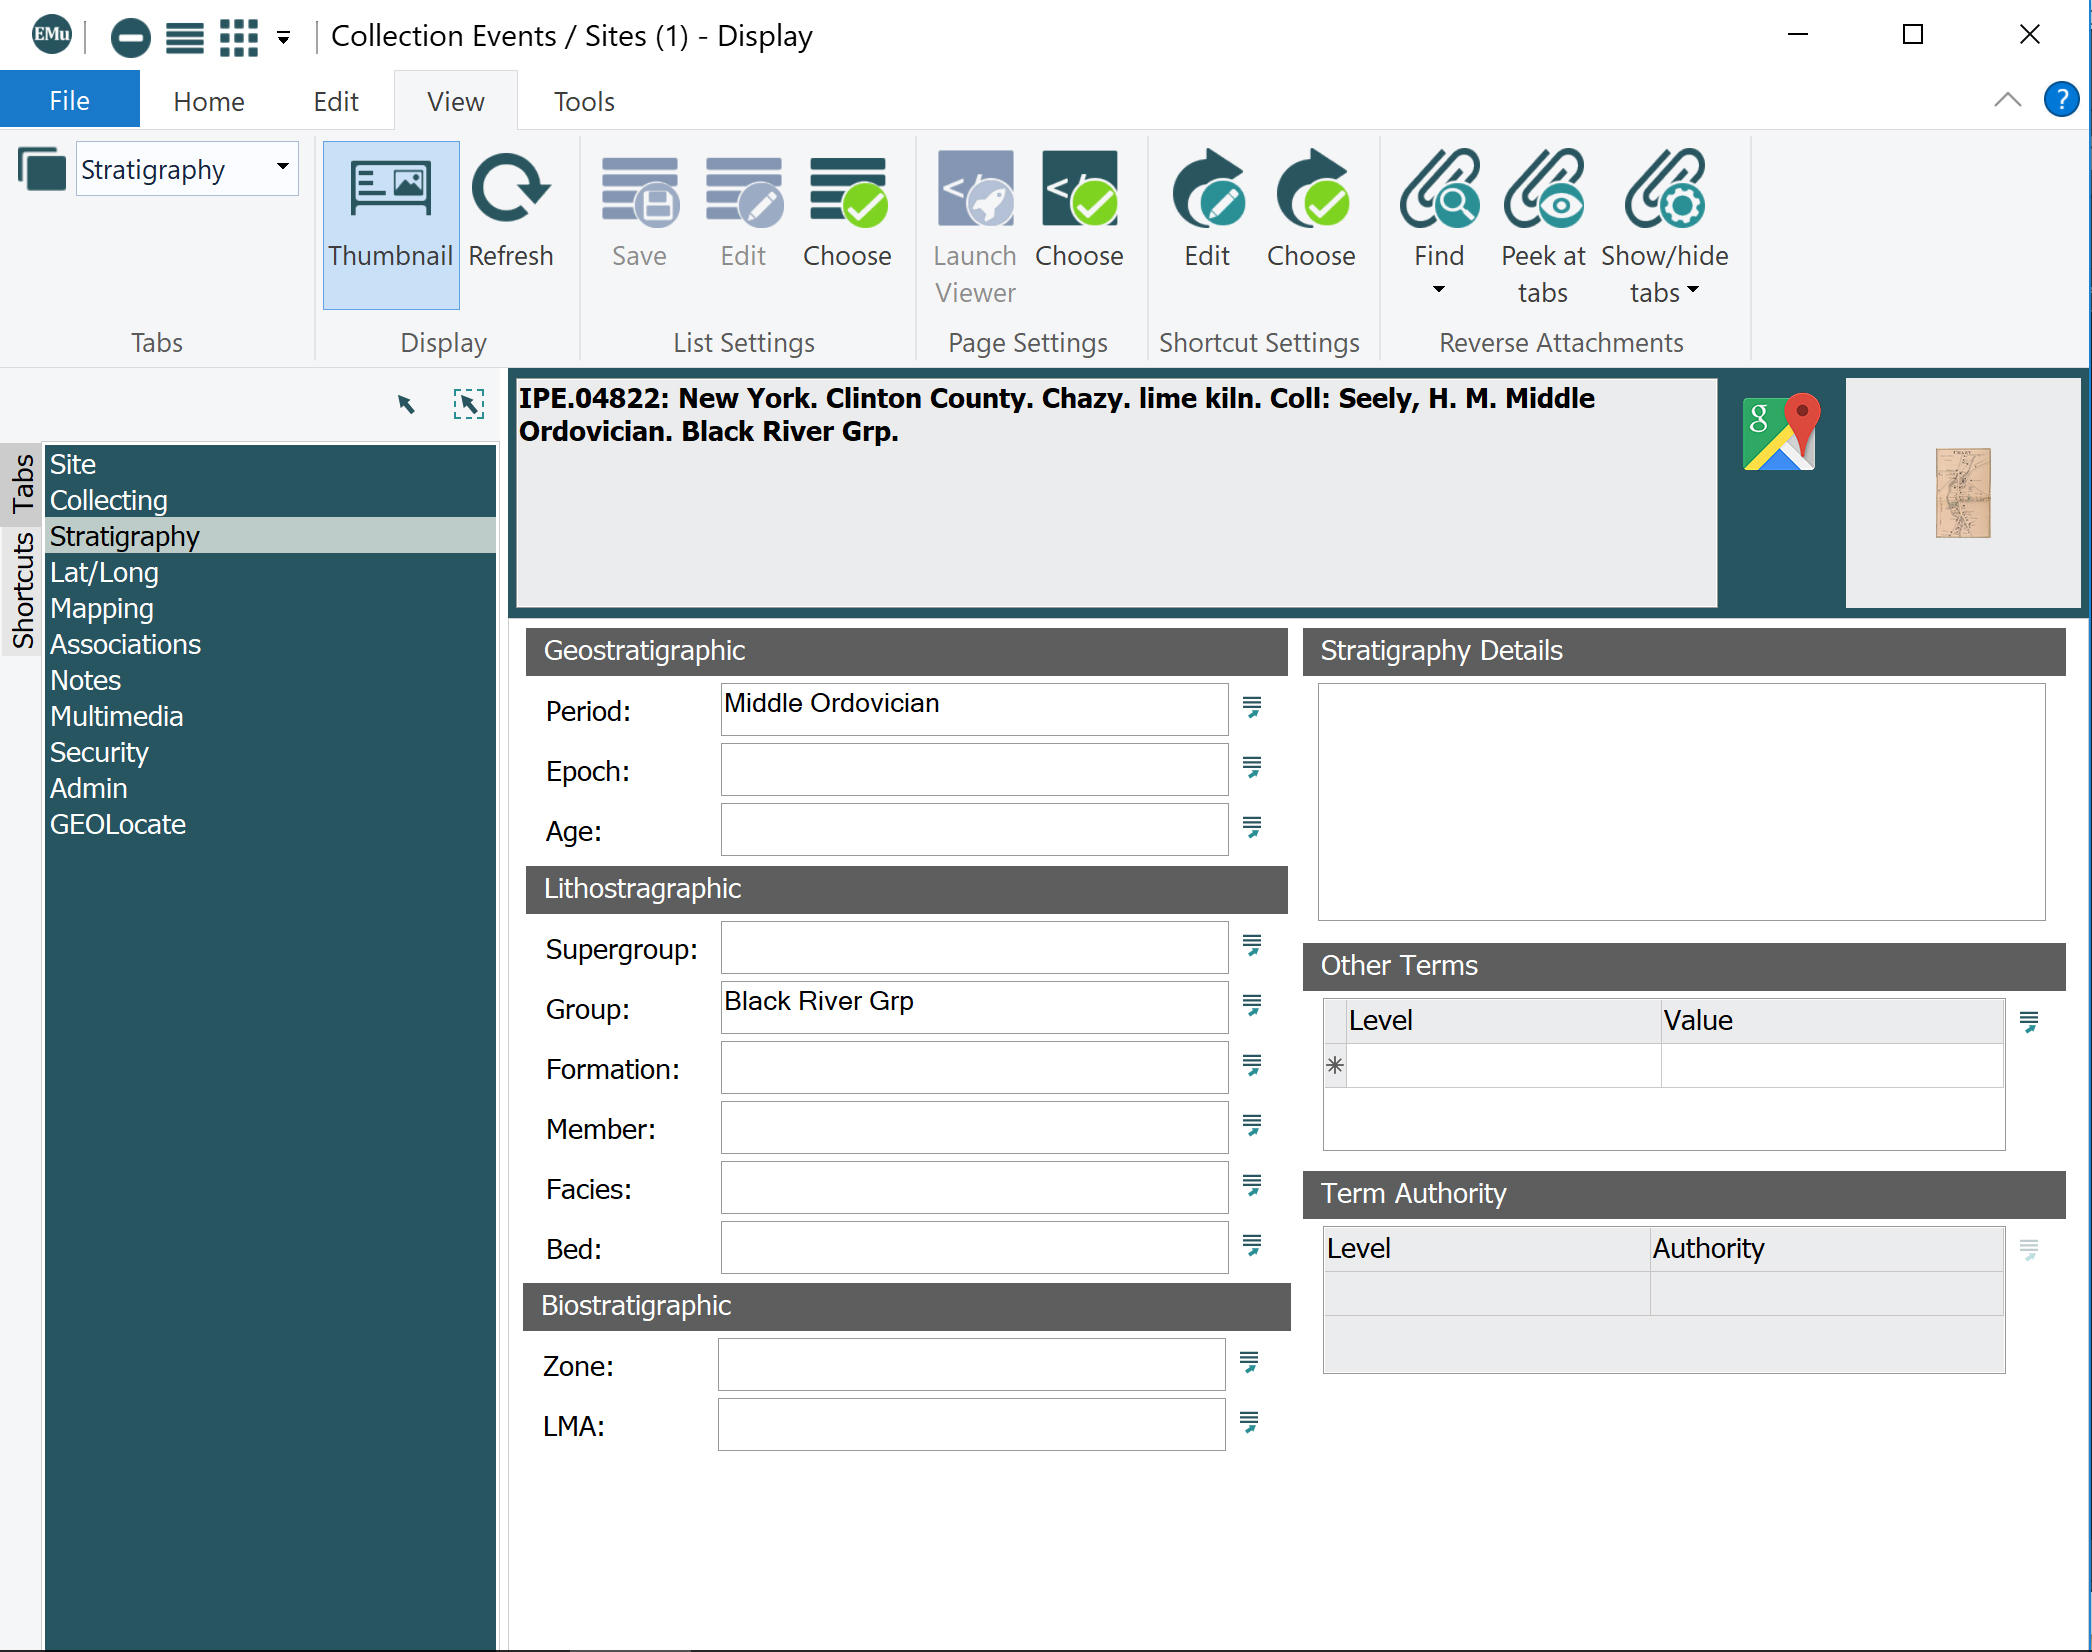 EMu
Collection Events / Sites (1) - Display
File
Home
Edit
View
Tools
?
Stratigraphy
Thumbnail
Refresh
Save
Edit
Choose
Launch
Viewer
Choose
Edit
Choose
Find
Peek at
tabs
Show/hide
tabs
Tabs
Display
List Settings
Page Settings
Shortcut Settings
Reverse Attachments
Tabs
Shortcuts
Site
Collecting
Stratigraphy
Lat/Long
Mapping
Associations
Notes
Multimedia
Security
Admin
GEOLocate
IPE.04822: New York. Clinton County. Chazy. lime kiln. Coll: Seely, H. M. Middle
Ordovician. Black River Grp.
g
CHAZY
Geostratigraphic
Period:
Middle Ordovician
Epoch:
Age:
Lithostragraphic
Supergroup:
Group:
Black River Grp
Formation:
Member:
Facies:
Bed:
Biostratigraphic
Zone:
LMA:
Stratigraphy Details
Other Terms
Level
Value
Term Authority
Level
Authority